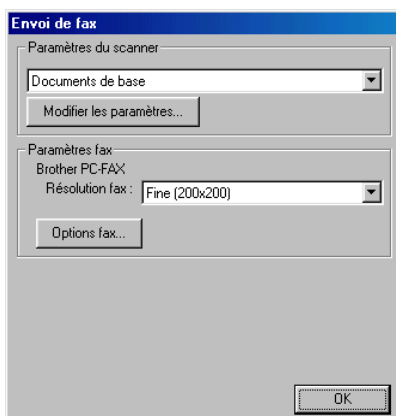 Envoi de fax
Paramètres du scanner
Documents de base
Modifier les paramètres...
Paramètres fax
Brother PC-FAX
Résolution fax : Fine (200x200)
Options fax...
OK